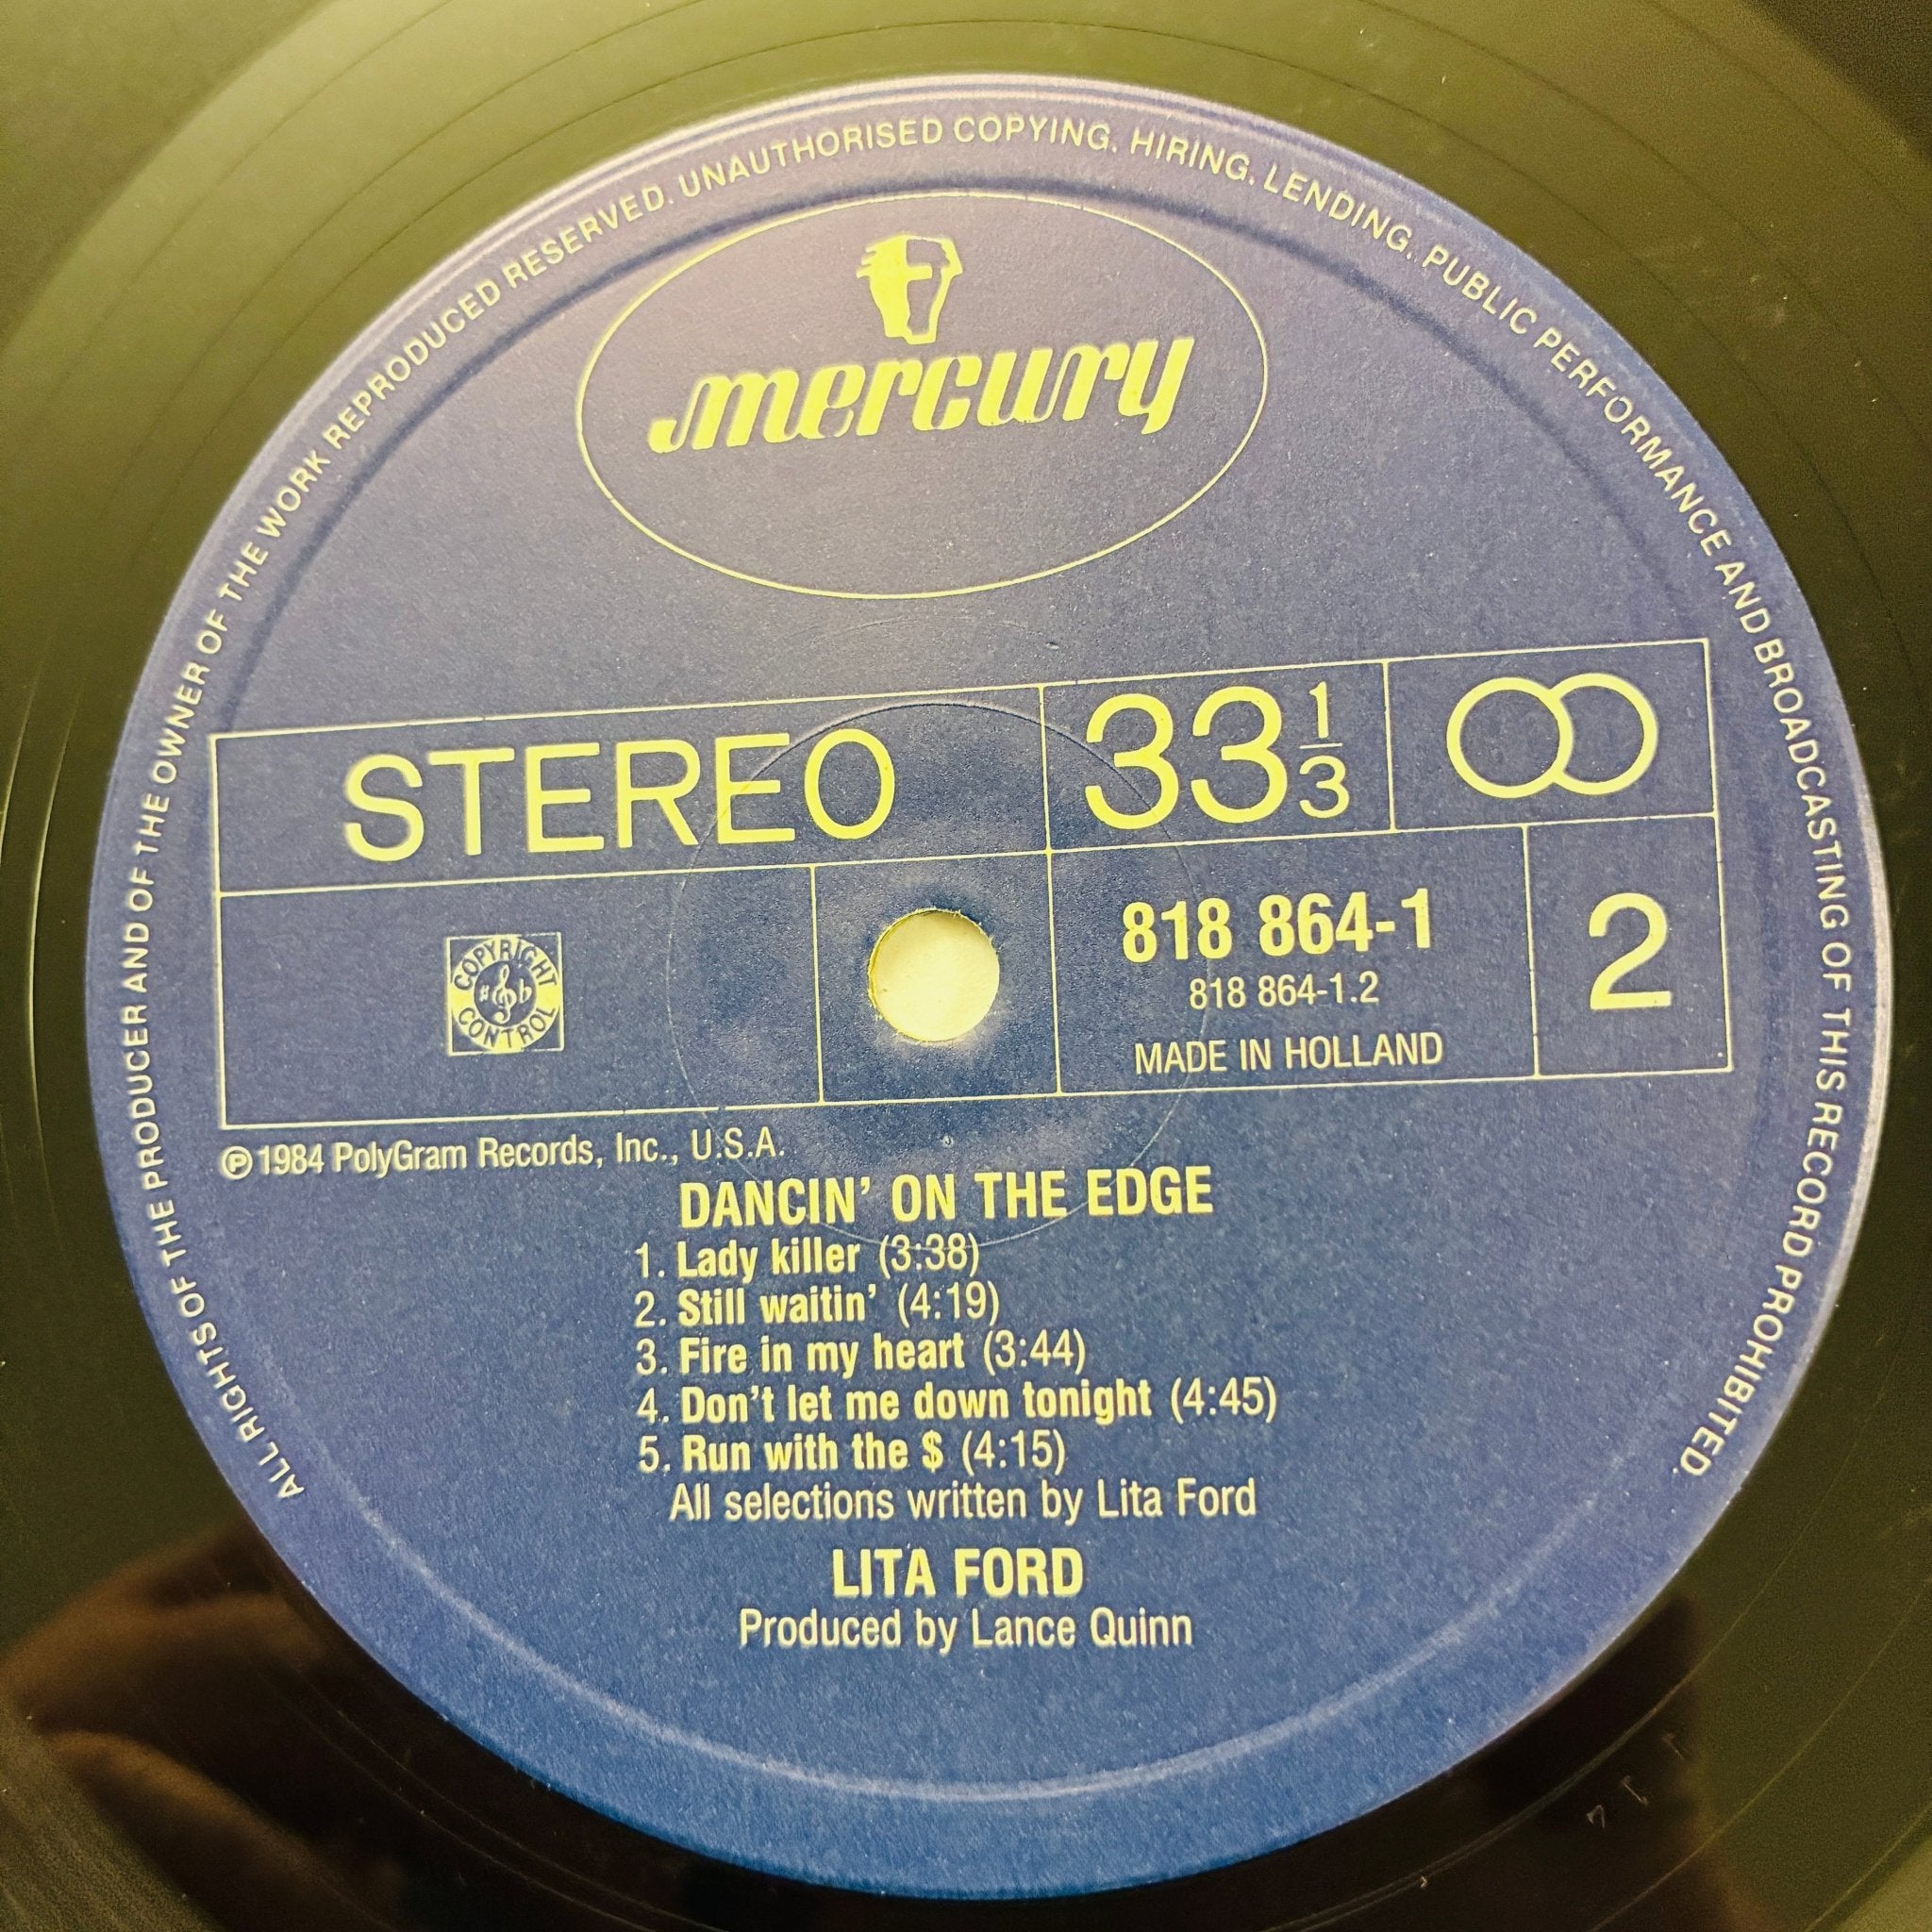 ALL RIGHTS OF THE PRODUCER AND OF THE OWNER OF THE WORK REPRODUCED RESERVED. UNAUTHORISED COPYING. HIRING. LENDING. PUBLIC PERFORMANCE AND BROADCASTING OF THIS RECORD PROHIBITED.
mercury
STEREO
33 1/3
COPYRIGHT CONTROL
818 864-1
818 864-1.2
MADE IN HOLLAND
2
℗ 1984 PolyGram Records, Inc., U.S.A.
DANCIN' ON THE EDGE
1. Lady killer (3:38)
2. Still waitin' (4:19)
3. Fire in my heart (3:44)
4. Don't let me down tonight (4:45)
5. Run with the $ (4:15)
All selections written by Lita Ford
LITA FORD
Produced by Lance Quinn